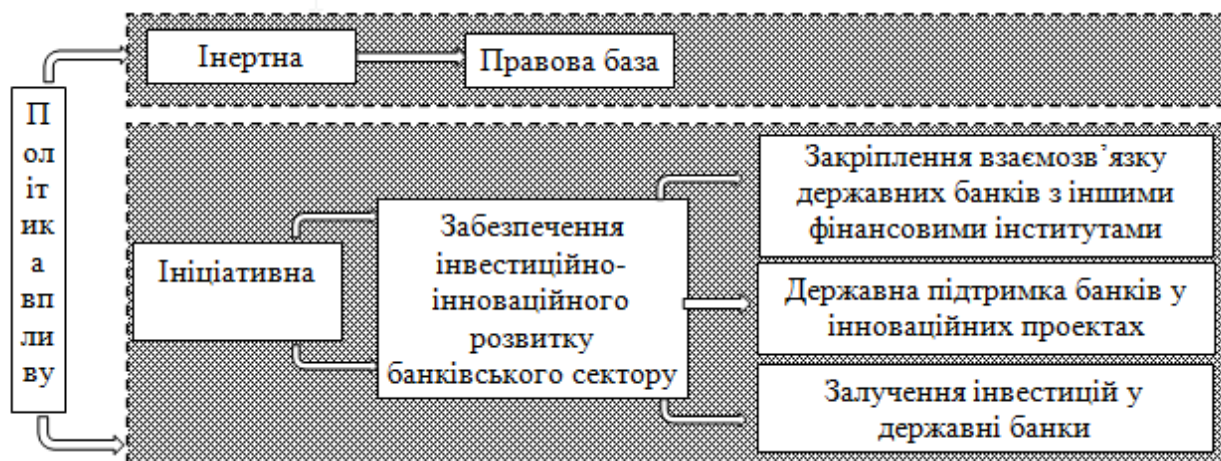 П
ол
іт
ик
а
вп
ли
ву
Інертна
Правова база
Ініціативна
Забезпечення
інвестиційно-
інноваційного
розвитку
банківського сектору
Закріплення взаємозв’язку
державних банків з іншими
фінансовими інститутами
Державна підтримка банків у
інноваційних проектах
Залучення інвестицій у
державні банки